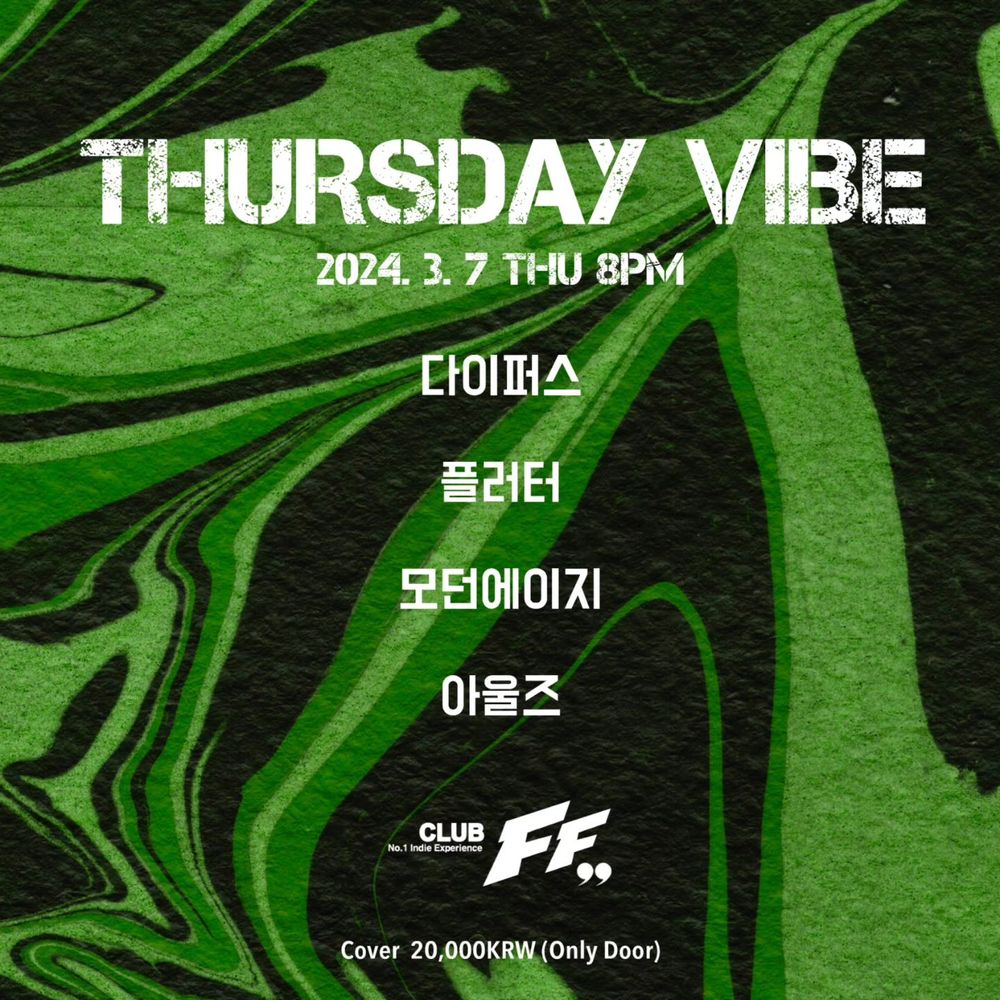 THURSDAY VIBE
2024. 3. 7 THU 8PM
다이퍼스
플러터
모던에이지
아울즈
CLUB
No.1 Indie Experience
FF,,
Cover 20,000KRW (Only Door)